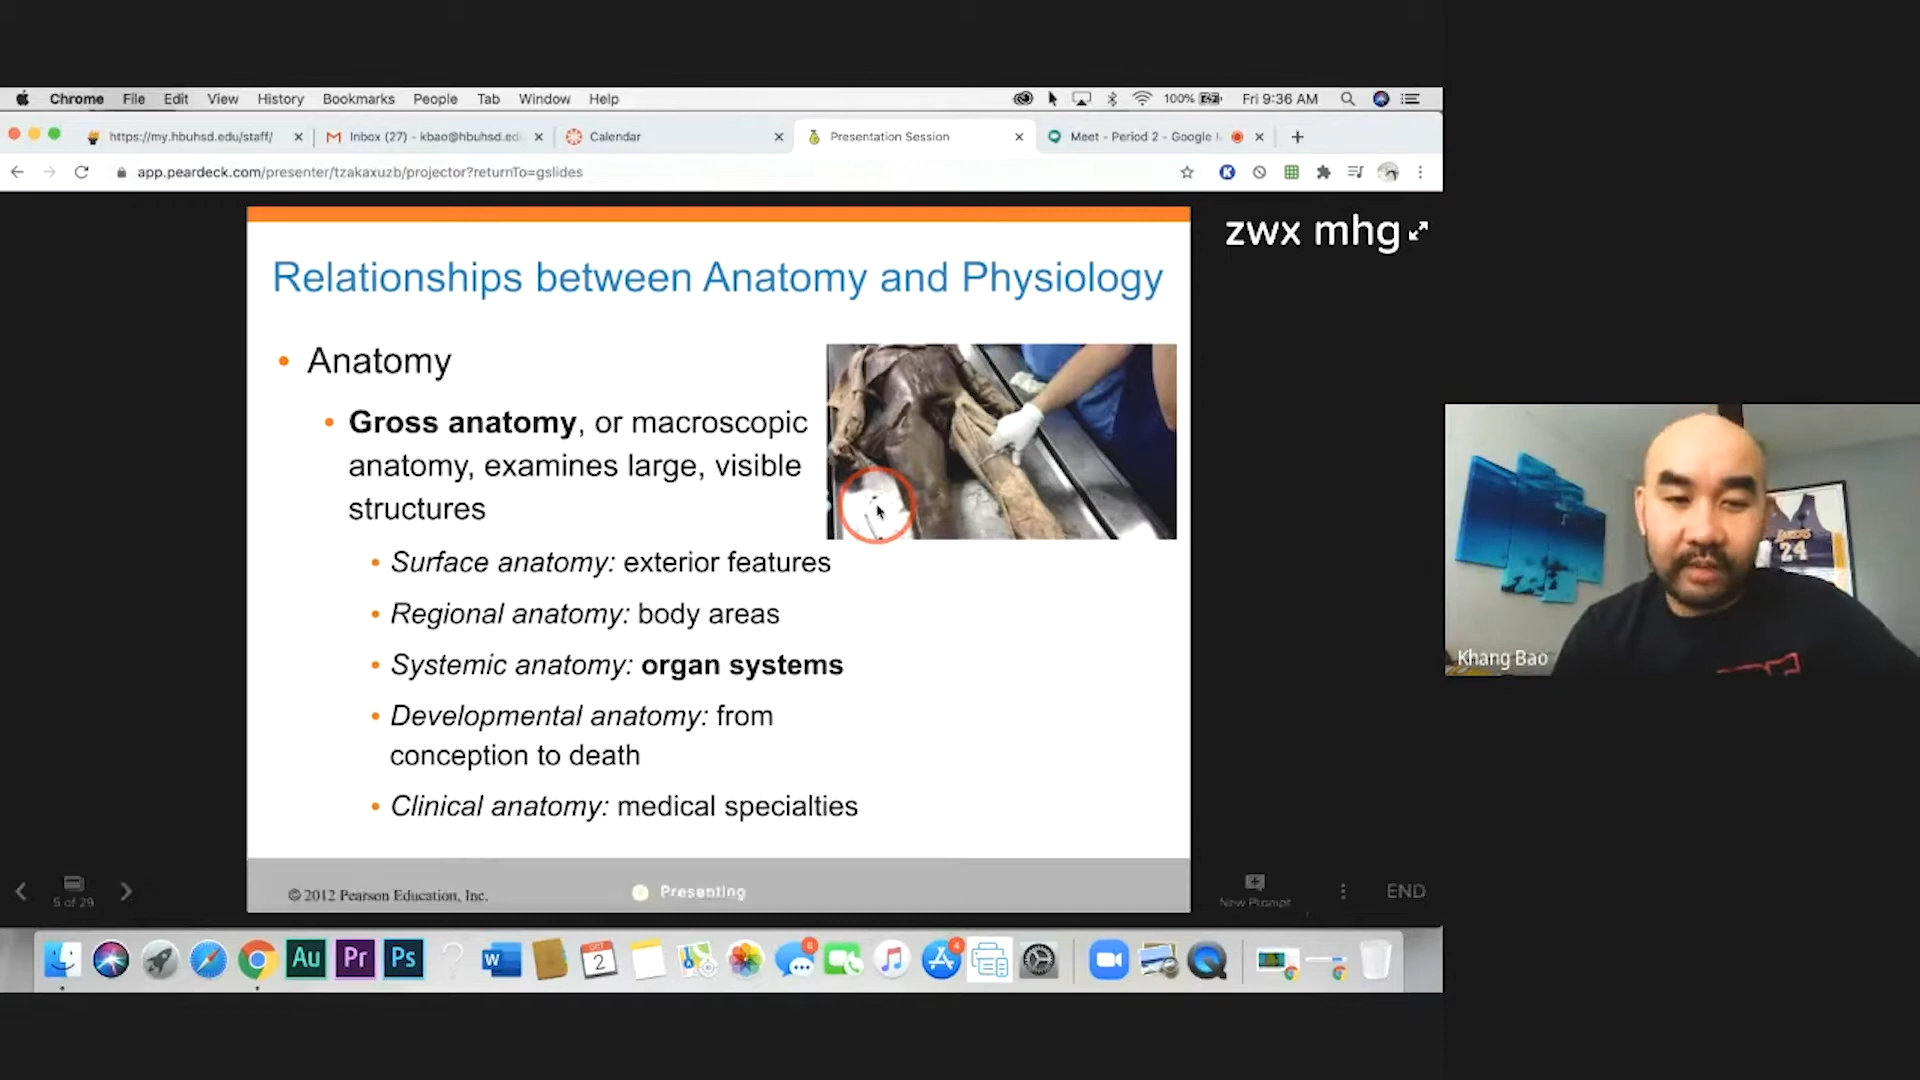 Chrome File Edit View History Bookmarks People Tab Window Help 100% Fri 9:36 AM
https://my.hbuhsd.edu/staff/ Inbox (27) - kbao@hbuhsd.ed Calendar Presentation Session Meet - Period 2 - Google
app.peardeck.com/presenter/tzakaxuzb/projector?returnTo=gslides
zwx mhg
Relationships between Anatomy and Physiology
• Anatomy
• Gross anatomy, or macroscopic
anatomy, examines large, visible
structures
• Surface anatomy: exterior features
• Regional anatomy: body areas
• Systemic anatomy: organ systems
• Developmental anatomy: from
conception to death
• Clinical anatomy: medical specialties
LAKERS
24
Khang Bao
5 of 29
© 2012 Pearson Education, Inc.
Presenting
New Prompt
END
Au Pr Ps W OCT 2 6 4